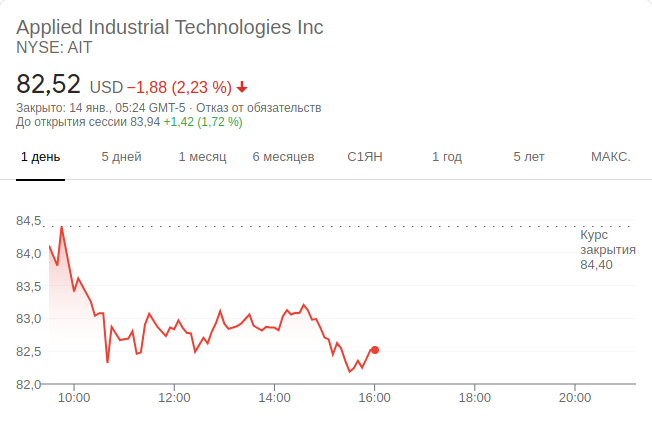 Applied Industrial Technologies Inc
NYSE: AIT
82,52 USD −1,88 (2,23 %)
Закрыто: 14 янв., 05:24 GMT-5 · Отказ от обязательств
До открытия сессии 83,94 +1,42 (1,72 %)
1 день 5 дней 1 месяц 6 месяцев С1ЯН 1 год 5 лет МАКС.
84,5
Курс
закрытия
84,40
84,0
83,5
83,0
82,5
82,0
10:00 12:00 14:00 16:00 18:00 20:00